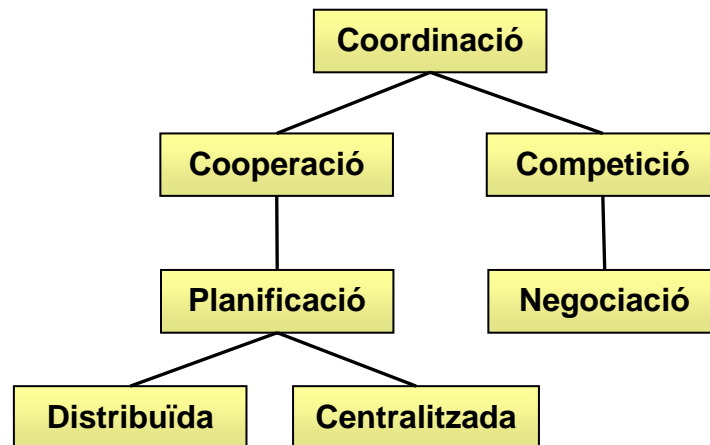 Coordinació
Cooperació
Competició
Planificació
Negociació
Distribuïda
Centralitzada